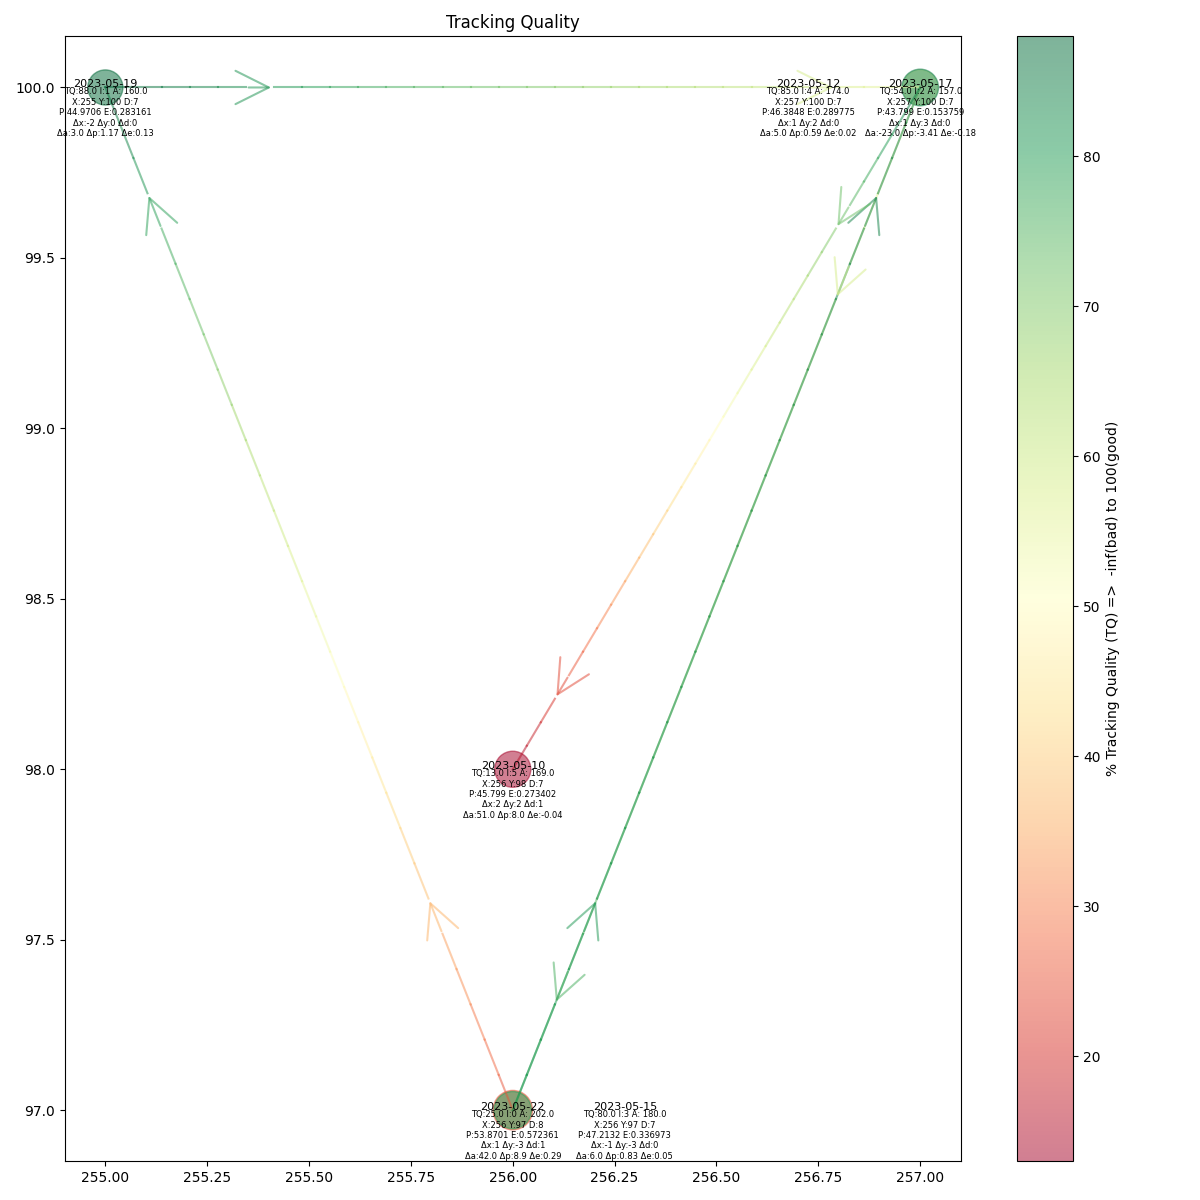 Tracking Quality
100.0
99.5
99.0
98.5
98.0
97.5
97.0
2023-05-19
TQ:88.0 I:1 A: 160.0
X:255 Y:100 D:7
P:44.9706 E:0.283161
Δx:-2 Δy:0 Δd:0
Δa:3.0 Δp:1.17 Δe:0.13
2023-05-12
TQ:85.0 I:4 A: 174.0
X:257 Y:100 D:7
P:46.3848 E:0.289775
Δx:1 Δy:2 Δd:0
Δa:5.0 Δp:0.59 Δe:0.02
2023-05-17
TQ:54.0 I:2 A: 157.0
X:257 Y:100 D:7
P:43.799 E:0.153759
Δx:1 Δy:3 Δd:0
Δa:-23.0 Δp:-3.41 Δe:-0.18
2023-05-10
TQ:13.0 I:5 A: 169.0
X:256 Y:98 D:7
P:45.799 E:0.273402
Δx:2 Δy:2 Δd:1
Δa:51.0 Δp:8.0 Δe:-0.04
2023-05-22
TQ:25.0 I:0 A: 202.0
X:256 Y:97 D:8
P:53.8701 E:0.572361
Δx:1 Δy:-3 Δd:1
Δa:42.0 Δp:8.9 Δe:0.29
2023-05-15
TQ:80.0 I:3 A: 180.0
X:256 Y:97 D:7
P:47.2132 E:0.336973
Δx:-1 Δy:-3 Δd:0
Δa:6.0 Δp:0.83 Δe:0.05
255.00 255.25 255.50 255.75 256.00 256.25 256.50 256.75 257.00
80
70
60
50
40
30
20
% Tracking Quality (TQ) => -inf(bad) to 100(good)